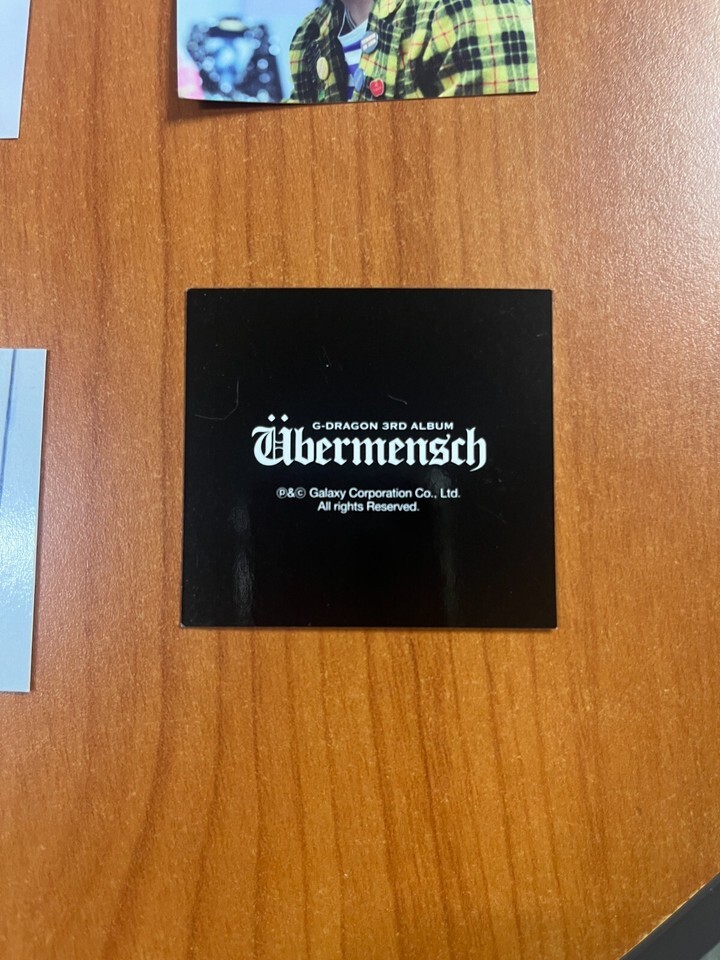 G-DRAGON 3RD ALBUM
Übermensch
℗&© Galaxy Corporation Co., Ltd.
All rights Reserved.